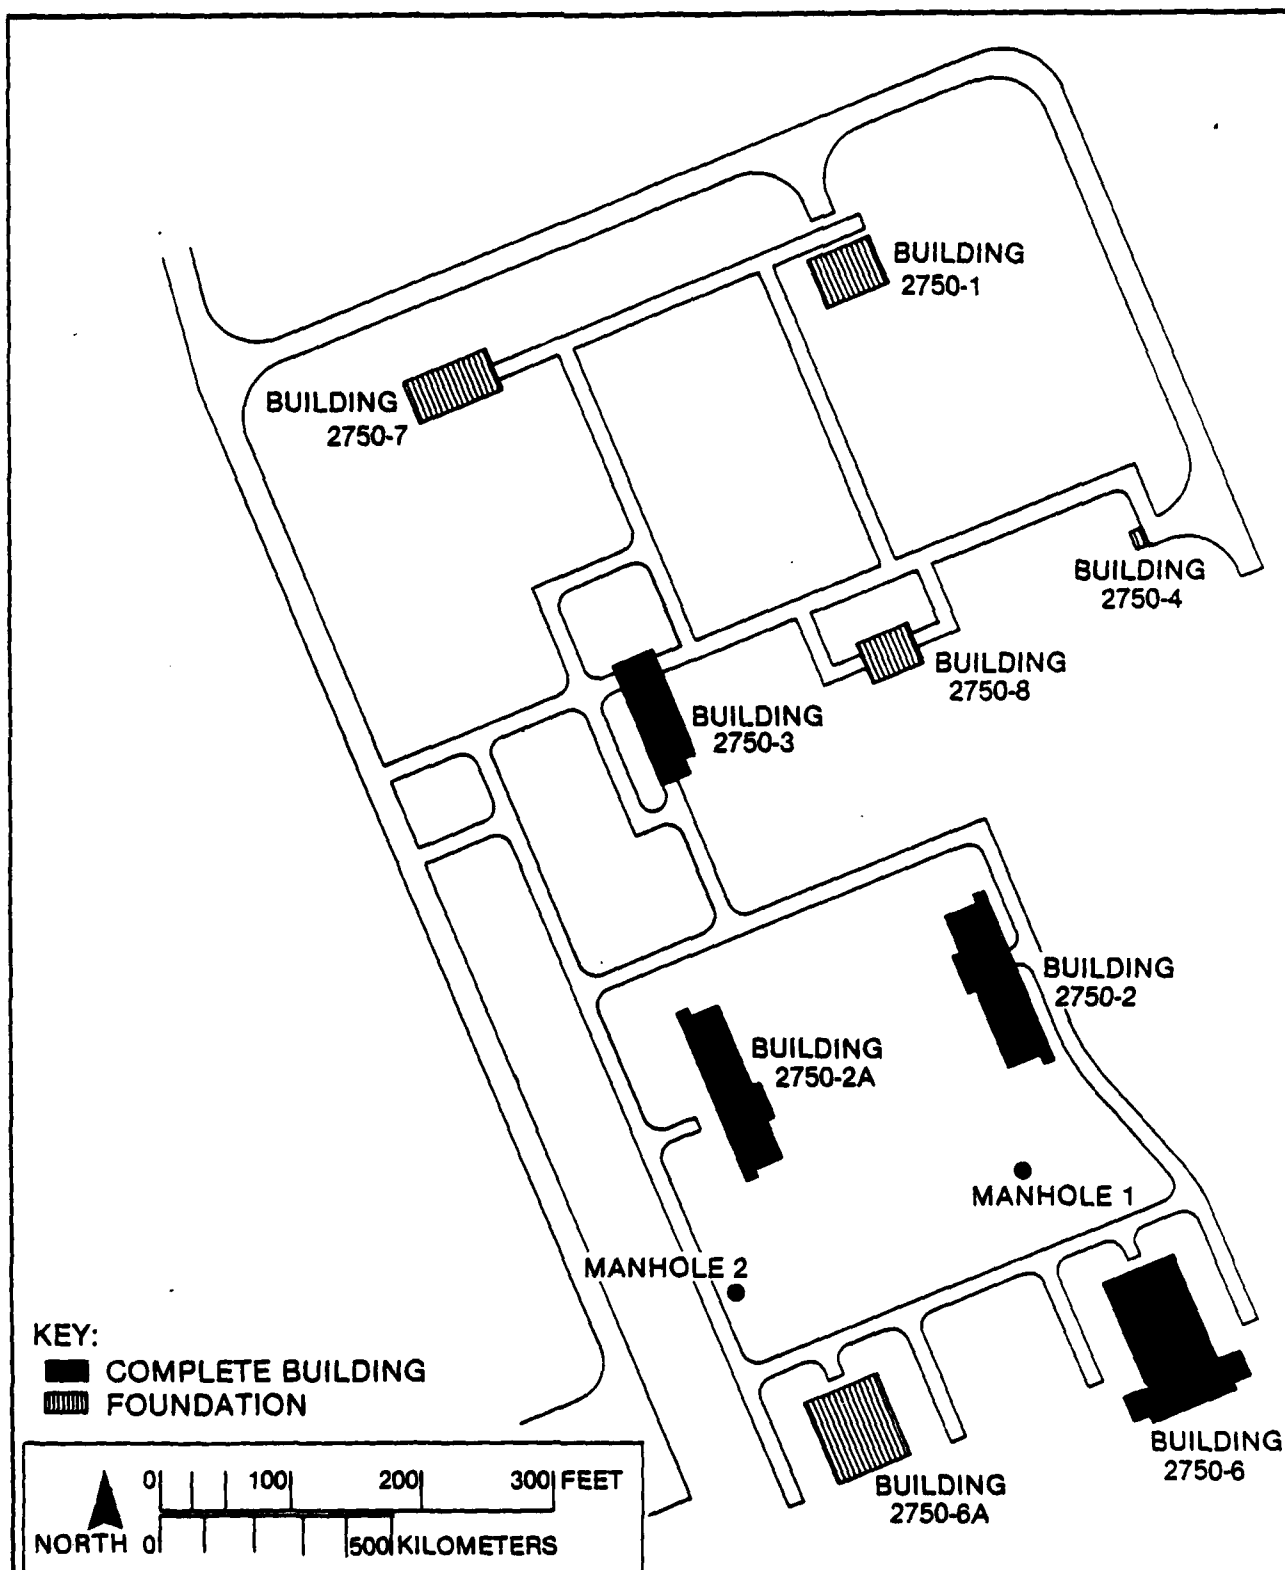 BUILDING
2750-1
BUILDING
2750-7
BUILDING
2750-4
BUILDING
2750-8
BUILDING
2750-3
BUILDING
2750-2
BUILDING
2750-2A
MANHOLE 1
MANHOLE 2
KEY:
COMPLETE BUILDING
FOUNDATION
BUILDING
2750-6
BUILDING
2750-6A
0 100 200 300 FEET
NORTH 0 500 KILOMETERS